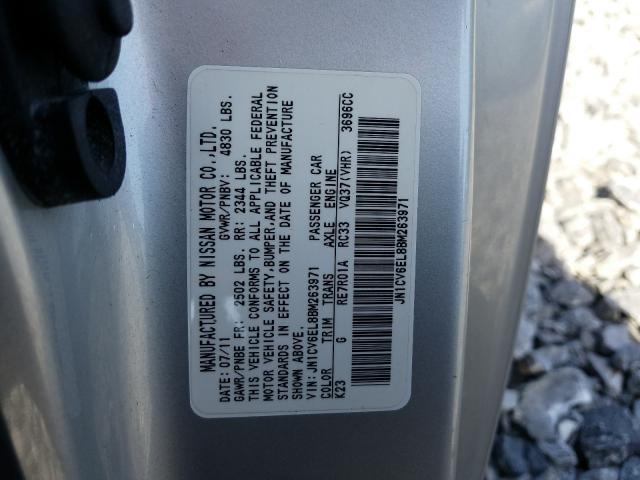 MANUFACTURED BY NISSAN MOTOR CO.,LTD.
DATE: 07/11 GVWR/PNBV: 4830 LBS.
GAWR/PNBE FR: 2502 LBS. RR: 2344 LBS.
THIS VEHICLE CONFORMS TO ALL APPLICABLE FEDERAL
MOTOR VEHICLE SAFETY,BUMPER,AND THEFT PREVENTION
STANDARDS IN EFFECT ON THE DATE OF MANUFACTURE
SHOWN ABOVE.
VIN: JN1CV6EL8BM263971 PASSENGER CAR
COLOR TRIM TRANS AXLE ENGINE
K23 G RE7R01A RC33 VQ37(VHR) 3696CC
JN1CV6EL8BM263971